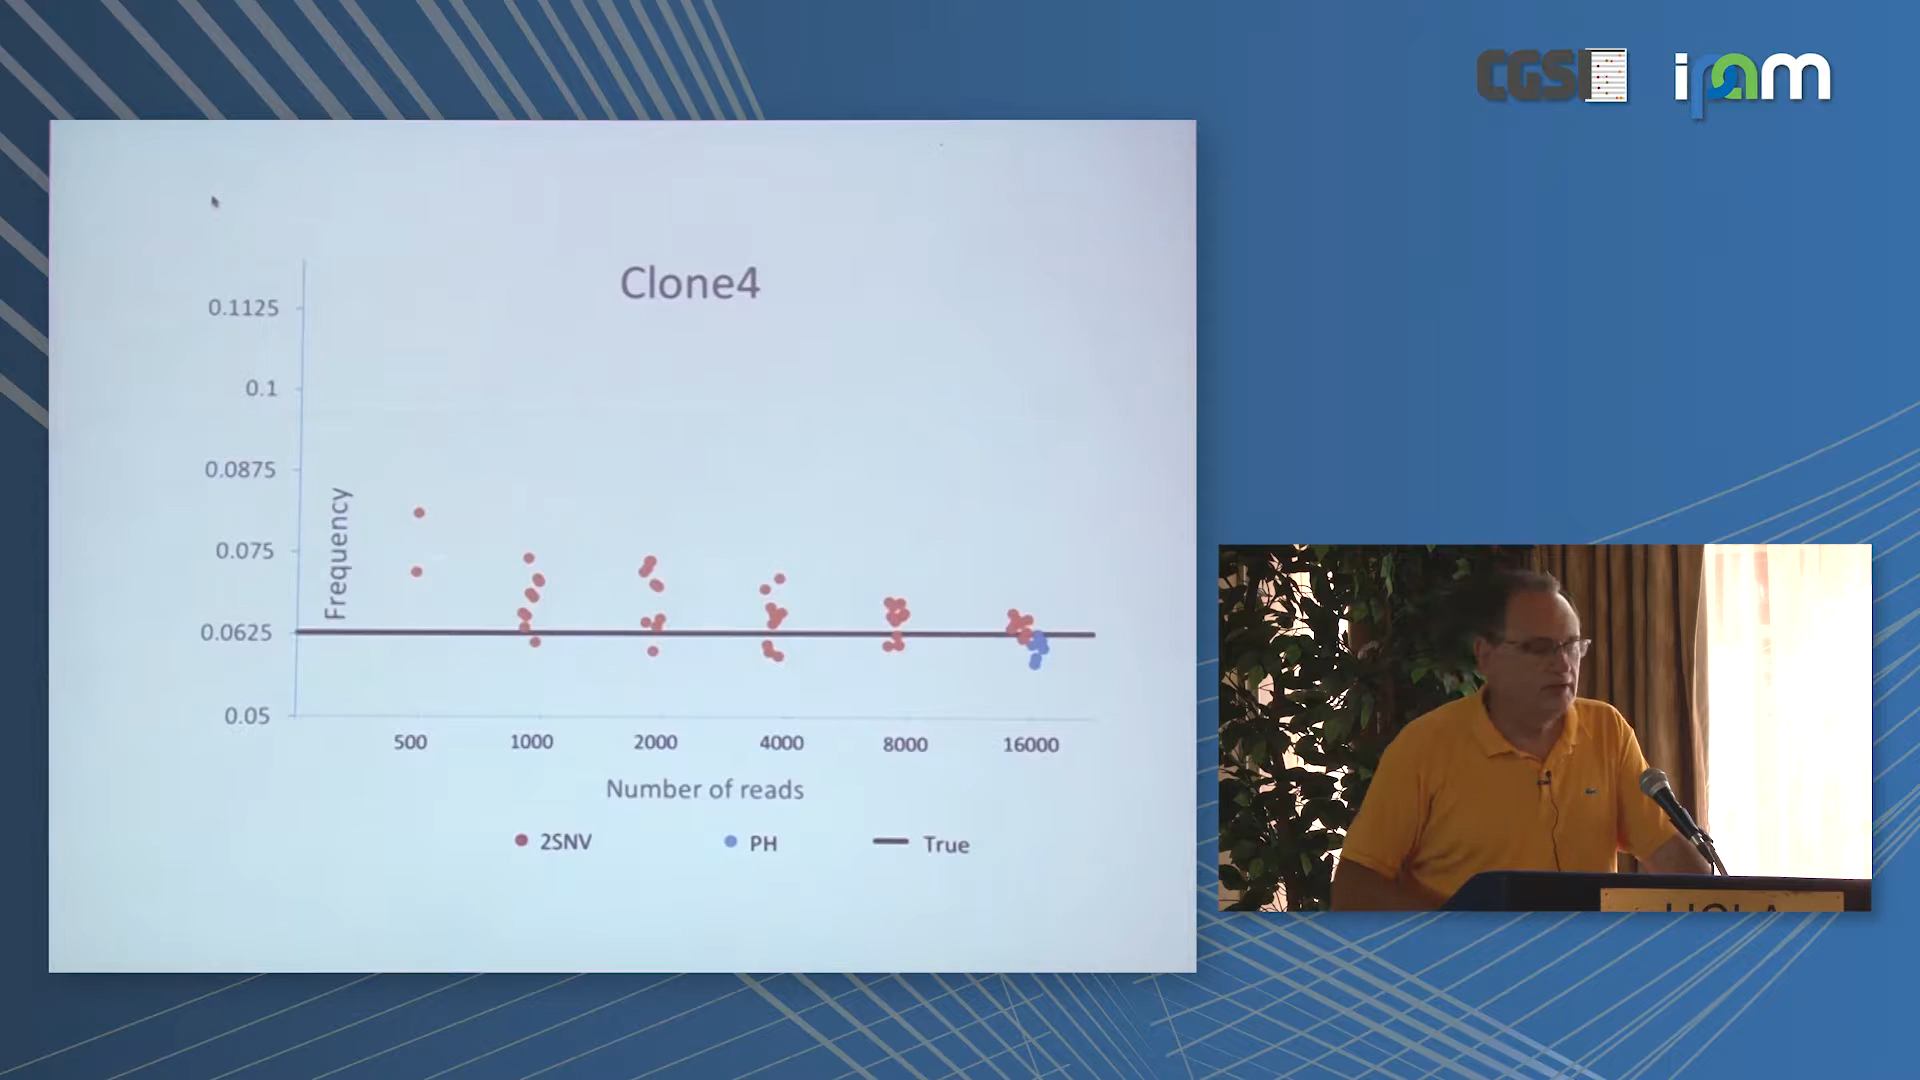 CGSI
ipam
Clone4
0.1125
0.1
0.0875
0.075
0.0625
0.05
Frequency
500 1000 2000 4000 8000 16000
Number of reads
2SNV PH True